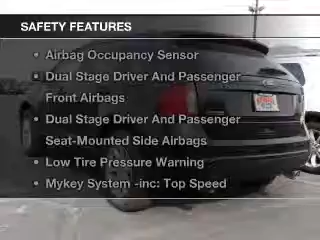 SAFETY FEATURES
• Airbag Occupancy Sensor
• Dual Stage Driver And Passenger
Front Airbags
• Dual Stage Driver And Passenger
Seat-Mounted Side Airbags
• Low Tire Pressure Warning
• Mykey System -inc: Top Speed